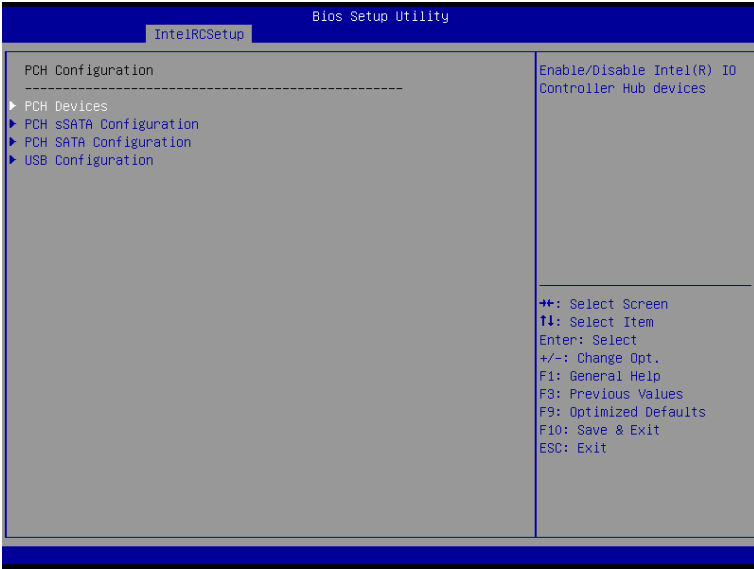 Bios Setup Utility
IntelRCSetup
PCH Configuration
------------------------------------------------
PCH Devices
PCH sSATA Configuration
PCH SATA Configuration
USB Configuration
Enable/Disable Intel(R) IO
Controller Hub devices
→←: Select Screen
↑↓: Select Item
Enter: Select
+/-: Change Opt.
F1: General Help
F3: Previous Values
F9: Optimized Defaults
F10: Save & Exit
ESC: Exit